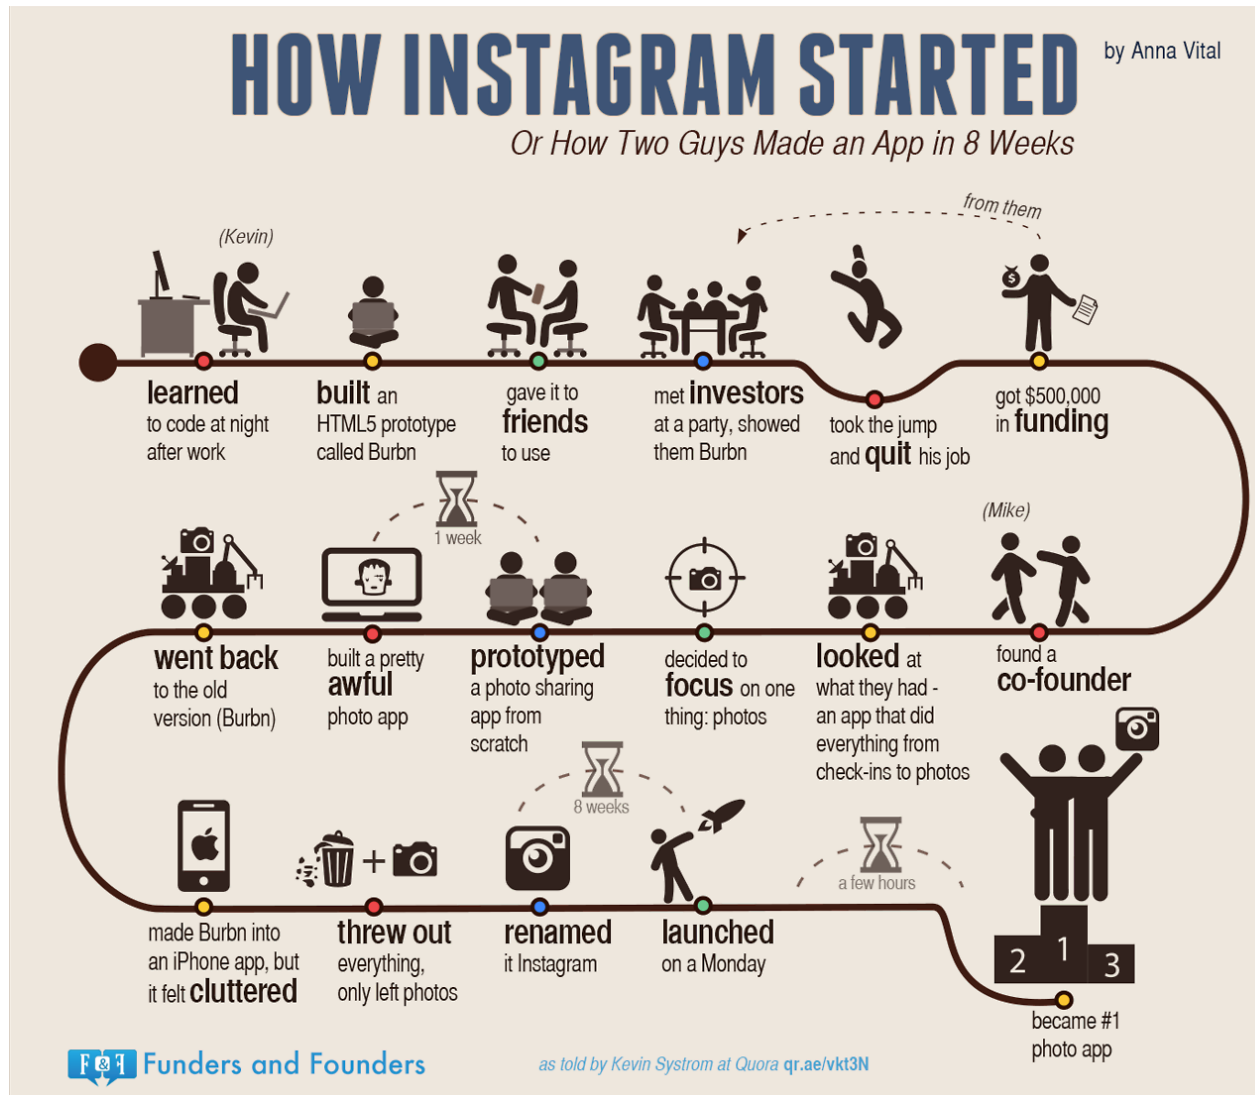 HOW INSTAGRAM STARTED
by Anna Vital
Or How Two Guys Made an App in 8 Weeks
from them
(Kevin)
$
learned
to code at night
after work
built an
HTML5 prototype
called Burbn
gave it to
friends
to use
met investors
at a party, showed
them Burbn
took the jump
and quit his job
got $500,000
in funding
(Mike)
found a
co-founder
looked at
what they had -
an app that did
everything from
check-ins to photos
decided to
focus on one
thing: photos
prototyped
a photo sharing
app from
scratch
1 week
built a pretty
awful
photo app
went back
to the old
version (Burbn)
made Burbn into
an iPhone app, but
it felt cluttered
+
threw out
everything,
only left photos
renamed
it Instagram
8 weeks
launched
on a Monday
a few hours
2 1 3
became #1
photo app
F&F Funders and Founders
as told by Kevin Systrom at Quora qr.ae/vkt3N